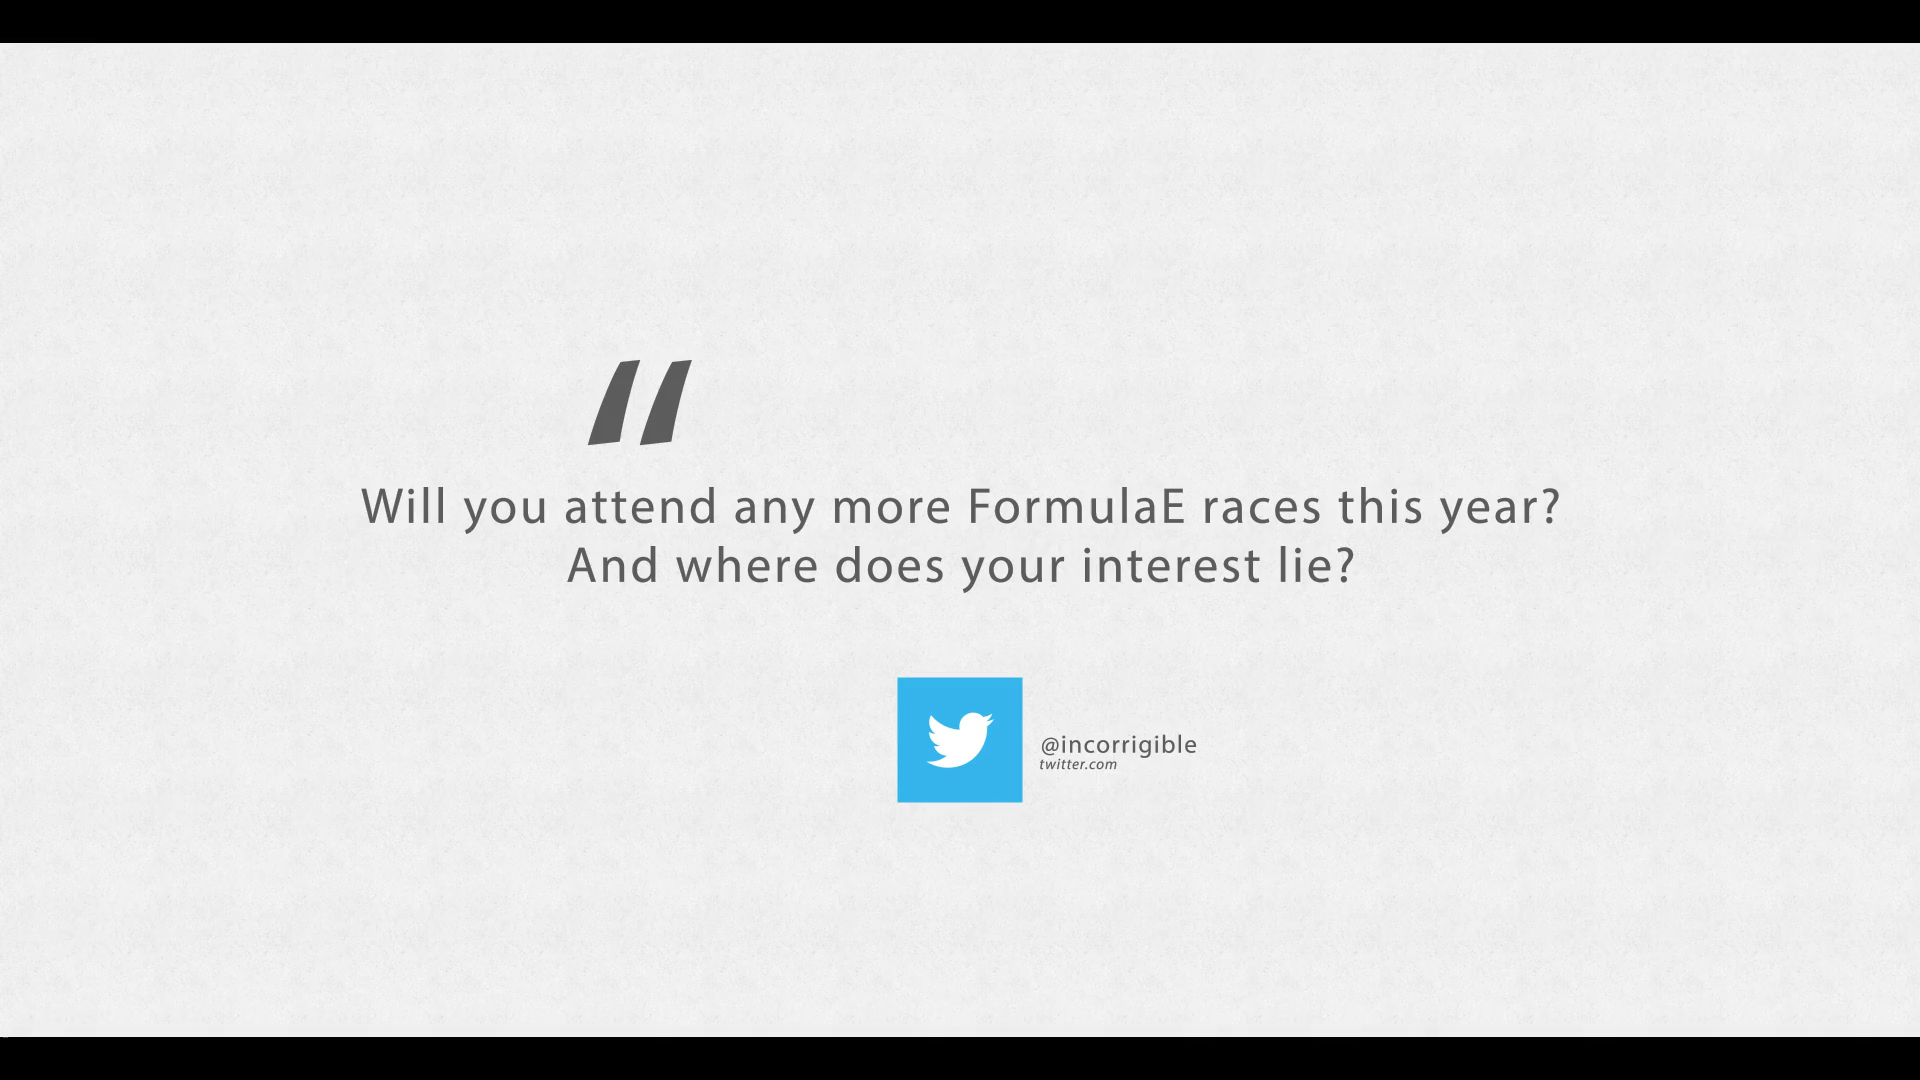 “
Will you attend any more FormulaE races this year?
And where does your interest lie?
@incorrigible
twitter.com